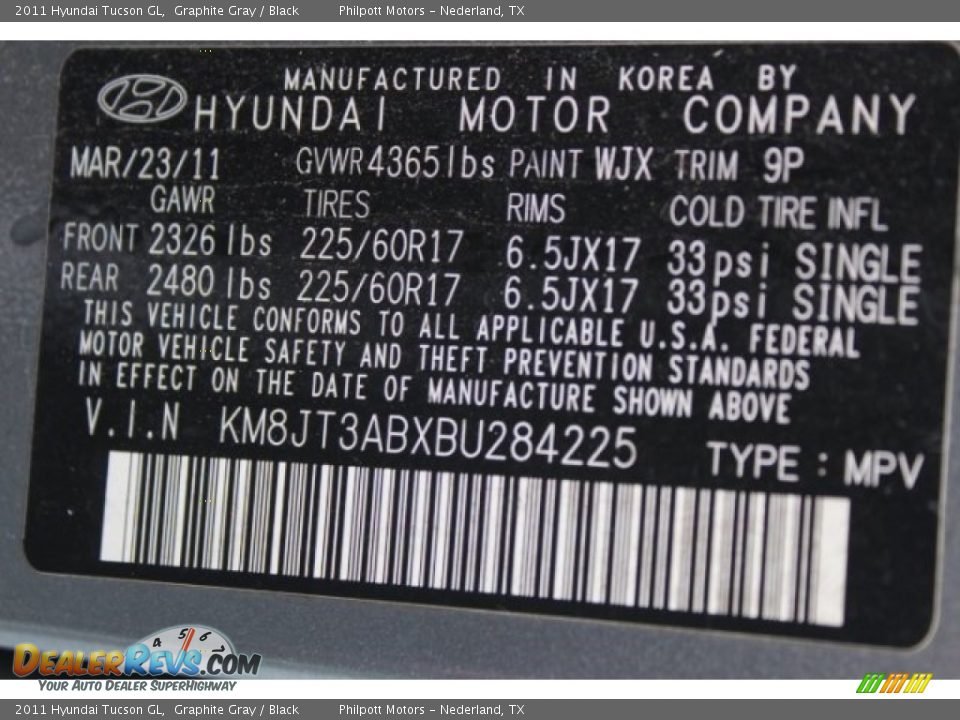 2011 Hyundai Tucson GL, Graphite Gray / Black Philpott Motors - Nederland, TX
MANUFACTURED IN KOREA BY
HYUNDAI MOTOR COMPANY
MAR/23/11 GVWR 4365lbs PAINT WJX TRIM 9P
GAWR TIRES RIMS COLD TIRE INFL
FRONT 2326 lbs 225/60R17 6.5JX17 33psi SINGLE
REAR 2480 lbs 225/60R17 6.5JX17 33psi SINGLE
THIS VEHICLE CONFORMS TO ALL APPLICABLE U.S.A. FEDERAL
MOTOR VEHICLE SAFETY AND THEFT PREVENTION STANDARDS
IN EFFECT ON THE DATE OF MANUFACTURE SHOWN ABOVE
V.I.N KM8JT3ABXBU284225 TYPE : MPV
4 5 6 7
DEALERREVS.COM
YOUR AUTO DEALER SUPERHIGHWAY
2011 Hyundai Tucson GL, Graphite Gray / Black Philpott Motors - Nederland, TX